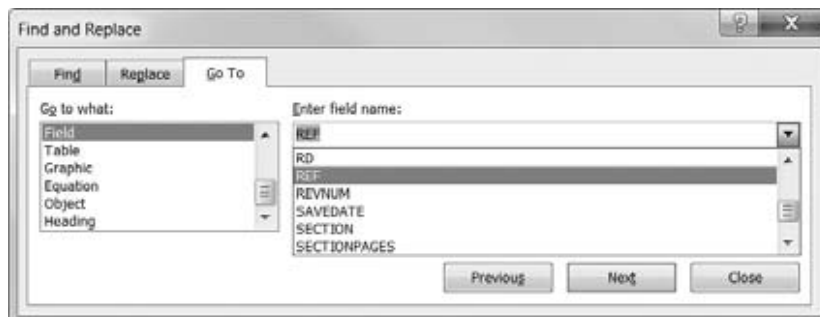 Find and Replace
Find Replace Go To
Go to what:
Field
Table
Graphic
Equation
Object
Heading
Enter field name:
REF
RD
REF
REVNUM
SAVEDATE
SECTION
SECTIONPAGES
Previous Next Close